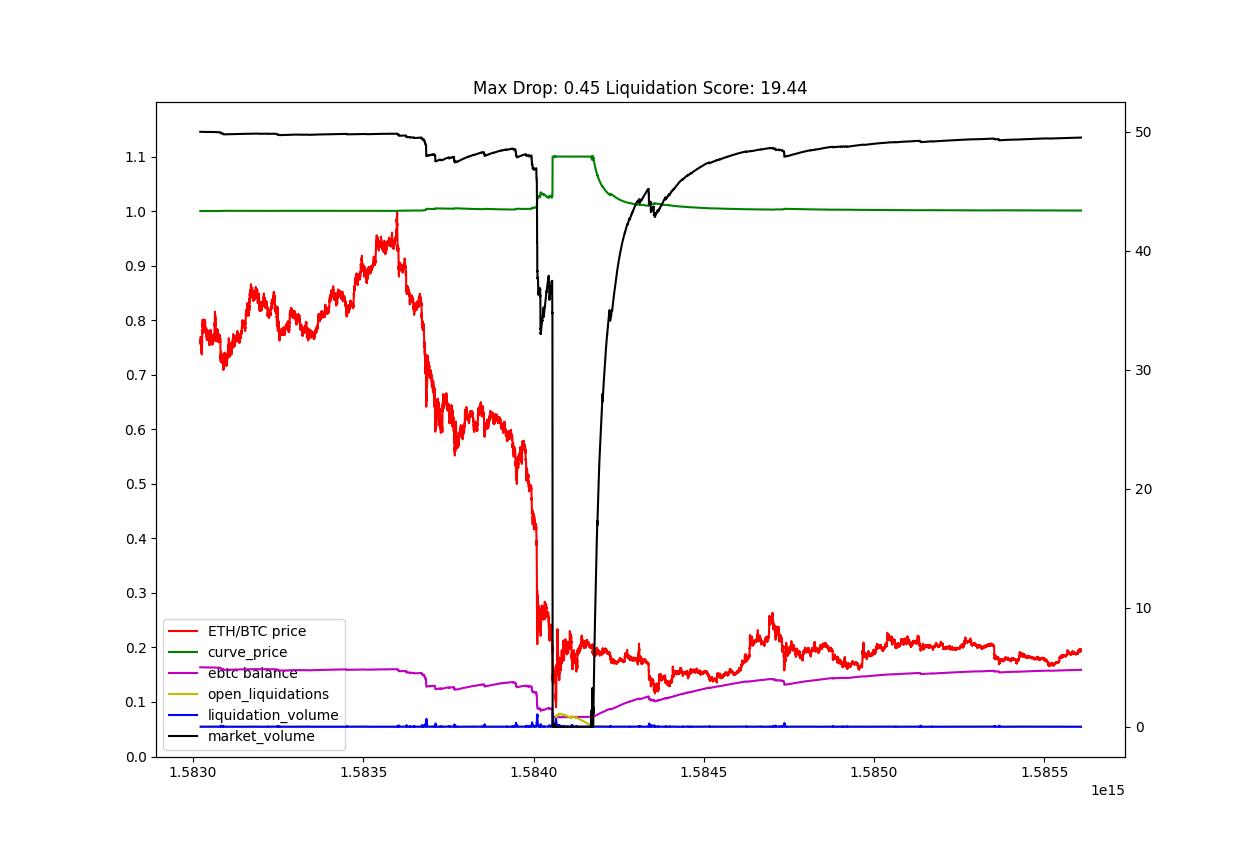 Max Drop: 0.45 Liquidation Score: 19.44
1.1
1.0
0.9
0.8
0.7
0.6
0.5
0.4
0.3
0.2
0.1
0.0
50
40
30
20
10
0
ETH/BTC price
curve_price
ebtc balance
open_liquidations
liquidation_volume
market_volume
1.5830 1.5835 1.5840 1.5845 1.5850 1.5855
1e15